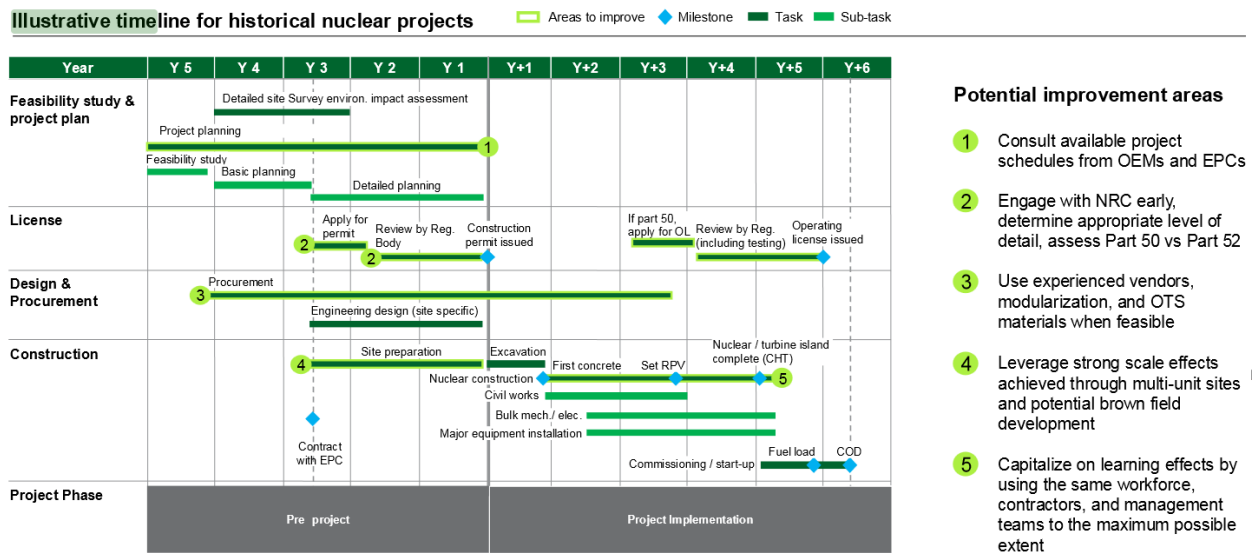 Illustrative timeline for historical nuclear projects
Areas to improve
Milestone
Task
Sub-task
Year
Y 5
Y 4
Y 3
Y 2
Y 1
Y+1
Y+2
Y+3
Y+4
Y+5
Y+6
Feasibility study &
project plan
Detailed site Survey environ. impact assessment
Project planning
1
Feasibility study
Basic planning
Detailed planning
License
Apply for
permit
2
Review by Reg.
Body
2
Construction
permit issued
If part 50,
apply for OL
Review by Reg.
(including testing)
Operating
license issued
Design &
Procurement
Procurement
3
Engineering design (site specific)
Construction
Site preparation
4
Excavation
Nuclear construction
First concrete
Set RPV
Nuclear / turbine island
complete (CHT)
5
Civil works
Bulk mech./ elec.
Major equipment installation
Contract
with EPC
Commissioning / start-up
Fuel load
COD
Project Phase
Pre project
Project Implementation
Potential improvement areas
1
Consult available project
schedules from OEMs and EPCs
2
Engage with NRC early,
determine appropriate level of
detail, assess Part 50 vs Part 52
3
Use experienced vendors,
modularization, and OTS
materials when feasible
4
Leverage strong scale effects
achieved through multi-unit sites
and potential brown field
development
5
Capitalize on learning effects by
using the same workforce,
contractors, and management
teams to the maximum possible
extent